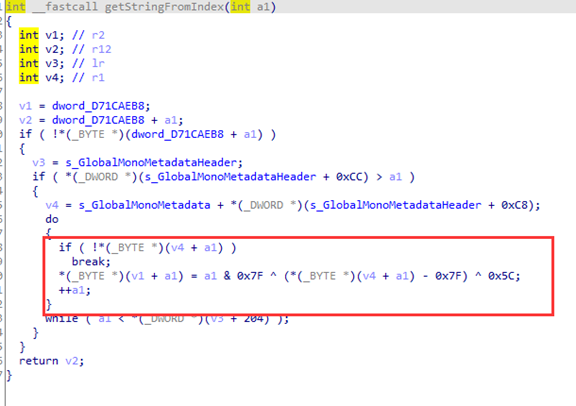 int __fastcall getStringFromIndex(int a1)
{
int v1; // r2
int v2; // r12
int v3; // lr
int v4; // r1
v1 = dword_D71CAEB8;
v2 = dword_D71CAEB8 + a1;
if ( !*(_BYTE *)(dword_D71CAEB8 + a1) )
{
v3 = s_GlobalMonoMetadataHeader;
if ( *(_DWORD *)(s_GlobalMonoMetadataHeader + 0xCC) > a1 )
{
v4 = s_GlobalMonoMetadata + *(_DWORD *)(s_GlobalMonoMetadataHeader + 0xC8);
do
{
if ( !*(_BYTE *)(v4 + a1) )
break;
*(_BYTE *)(v1 + a1) = a1 & 0x7F ^ (*(_BYTE *)(v4 + a1) - 0x7F) ^ 0x5C;
++a1;
}
while ( a1 < *(_DWORD *)(v3 + 204) );
}
}
return v2;
}